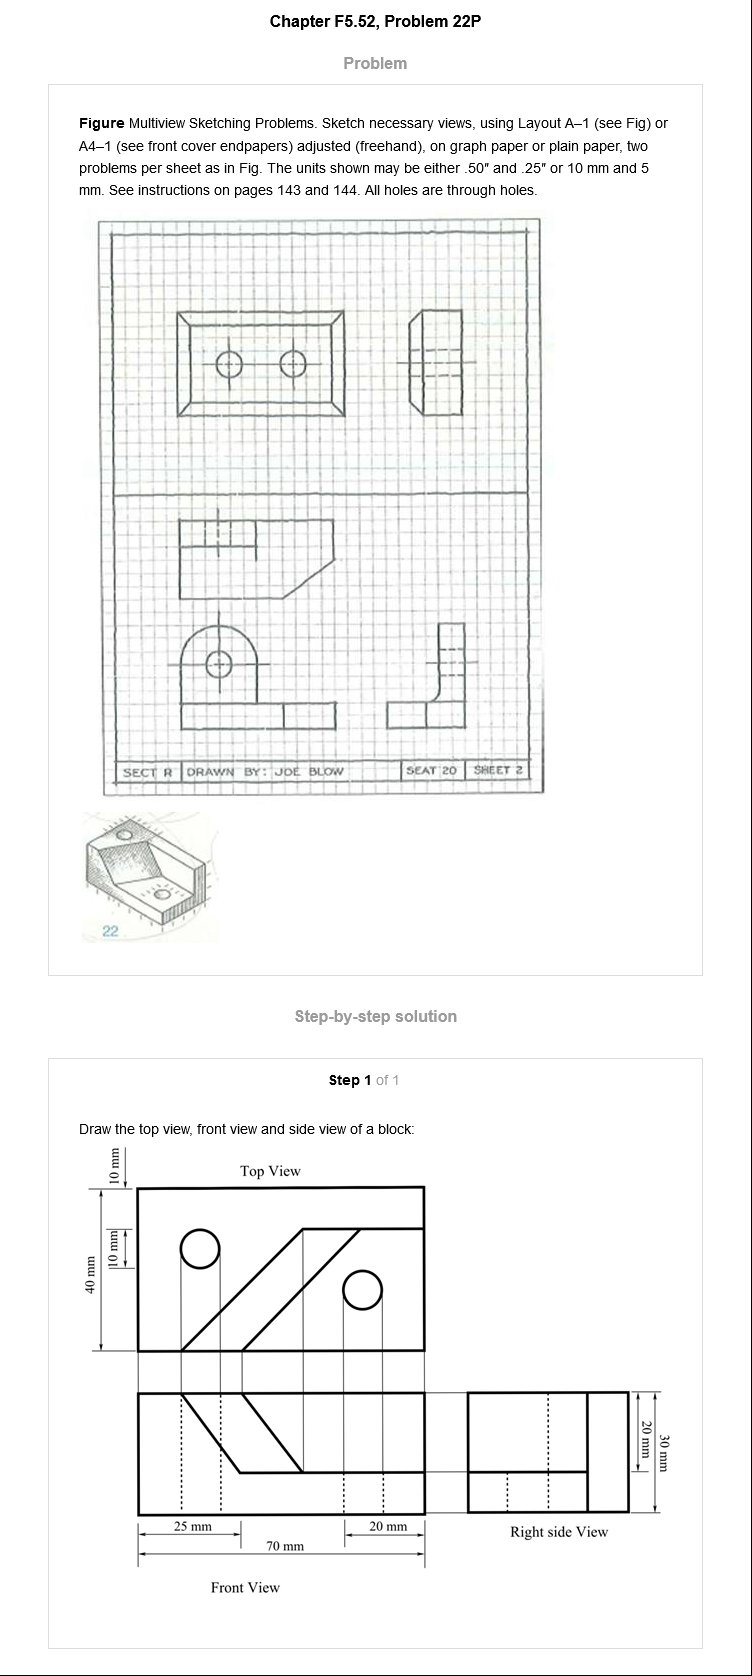 Chapter F5.52, Problem 22P
Problem
Figure Multiview Sketching Problems. Sketch necessary views, using Layout A–1 (see Fig) or
A4–1 (see front cover endpapers) adjusted (freehand), on graph paper or plain paper, two
problems per sheet as in Fig. The units shown may be either .50″ and .25″ or 10 mm and 5
mm. See instructions on pages 143 and 144. All holes are through holes.
SECT R DRAWN BY: JOE BLOW SEAT 20 SHEET 2
22
Step-by-step solution
Step 1 of 1
Draw the top view, front view and side view of a block:
10 mm
Top View
10 mm
40 mm
20 mm
30 mm
25 mm
20 mm
70 mm
Right side View
Front View